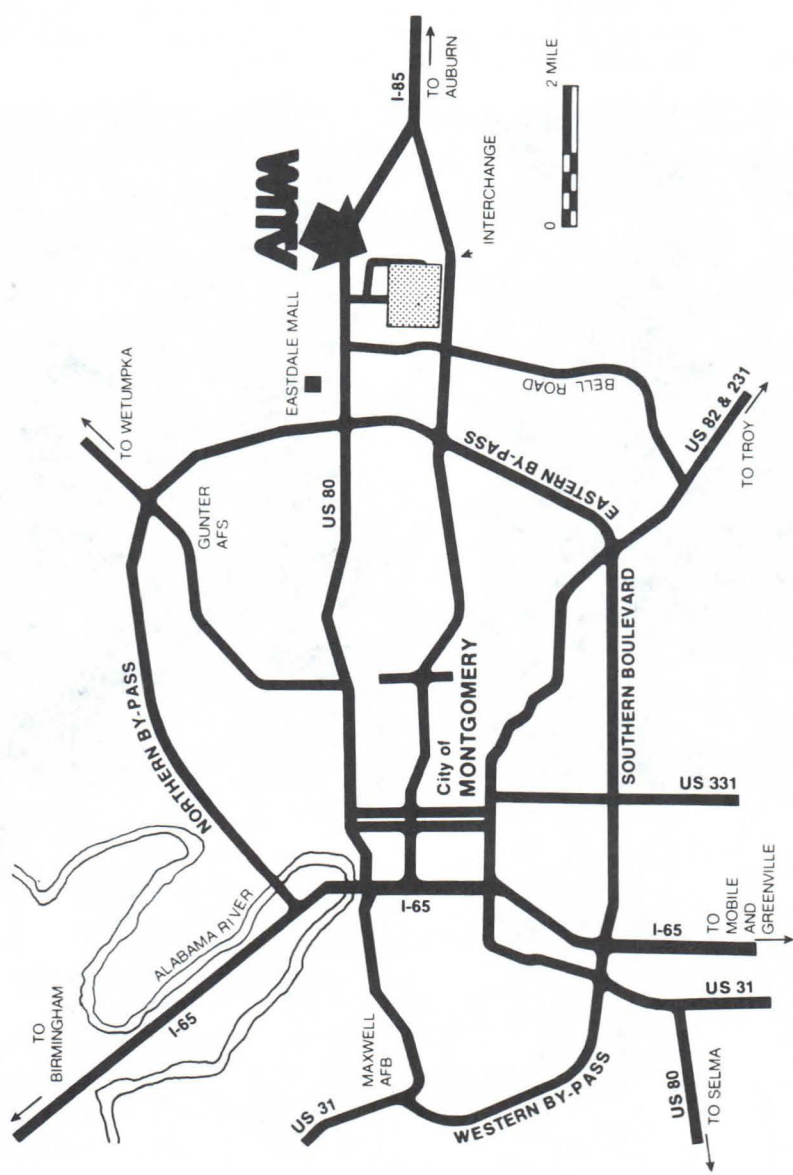 TO
BIRMINGHAM
I-65
ALABAMA RIVER
NORTHERN BY-PASS
TO WETUMPKA
GUNTER
AFS
EASTDALE MALL
AUM
I-85
TO
AUBURN
US 80
INTERCHANGE
0
2 MILE
BELL ROAD
EASTERN BY-PASS
US 82 & 231
TO TROY
City of
MONTGOMERY
SOUTHERN BOULEVARD
US 331
I-65
I-65
TO
MOBILE
AND
GREENVILLE
US 31
MAXWELL
AFB
US 31
WESTERN BY-PASS
US 80
TO SELMA